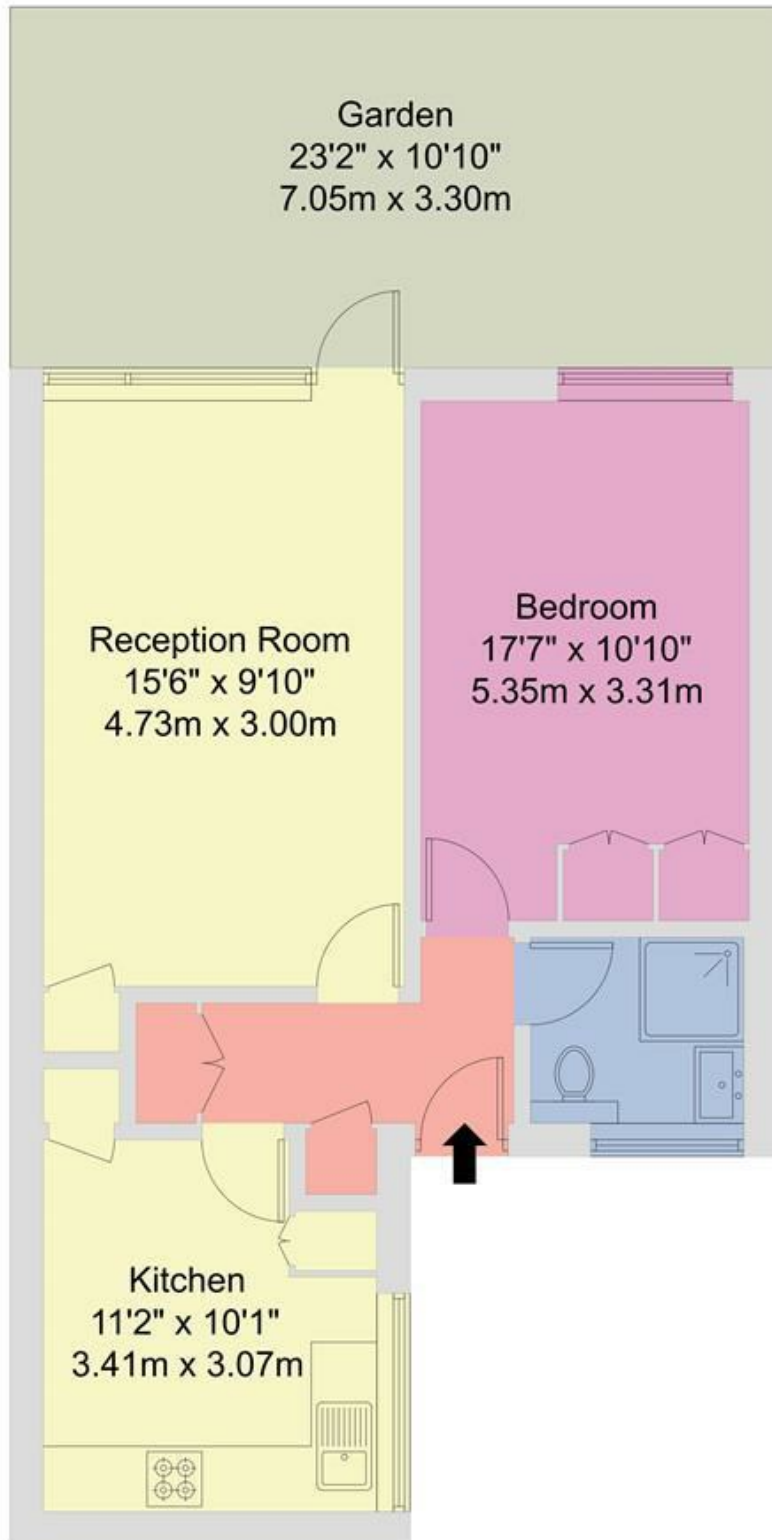 Garden
23'2" x 10'10"
7.05m x 3.30m
Reception Room
15'6" x 9'10"
4.73m x 3.00m
Bedroom
17'7" x 10'10"
5.35m x 3.31m
Kitchen
11'2" x 10'1"
3.41m x 3.07m